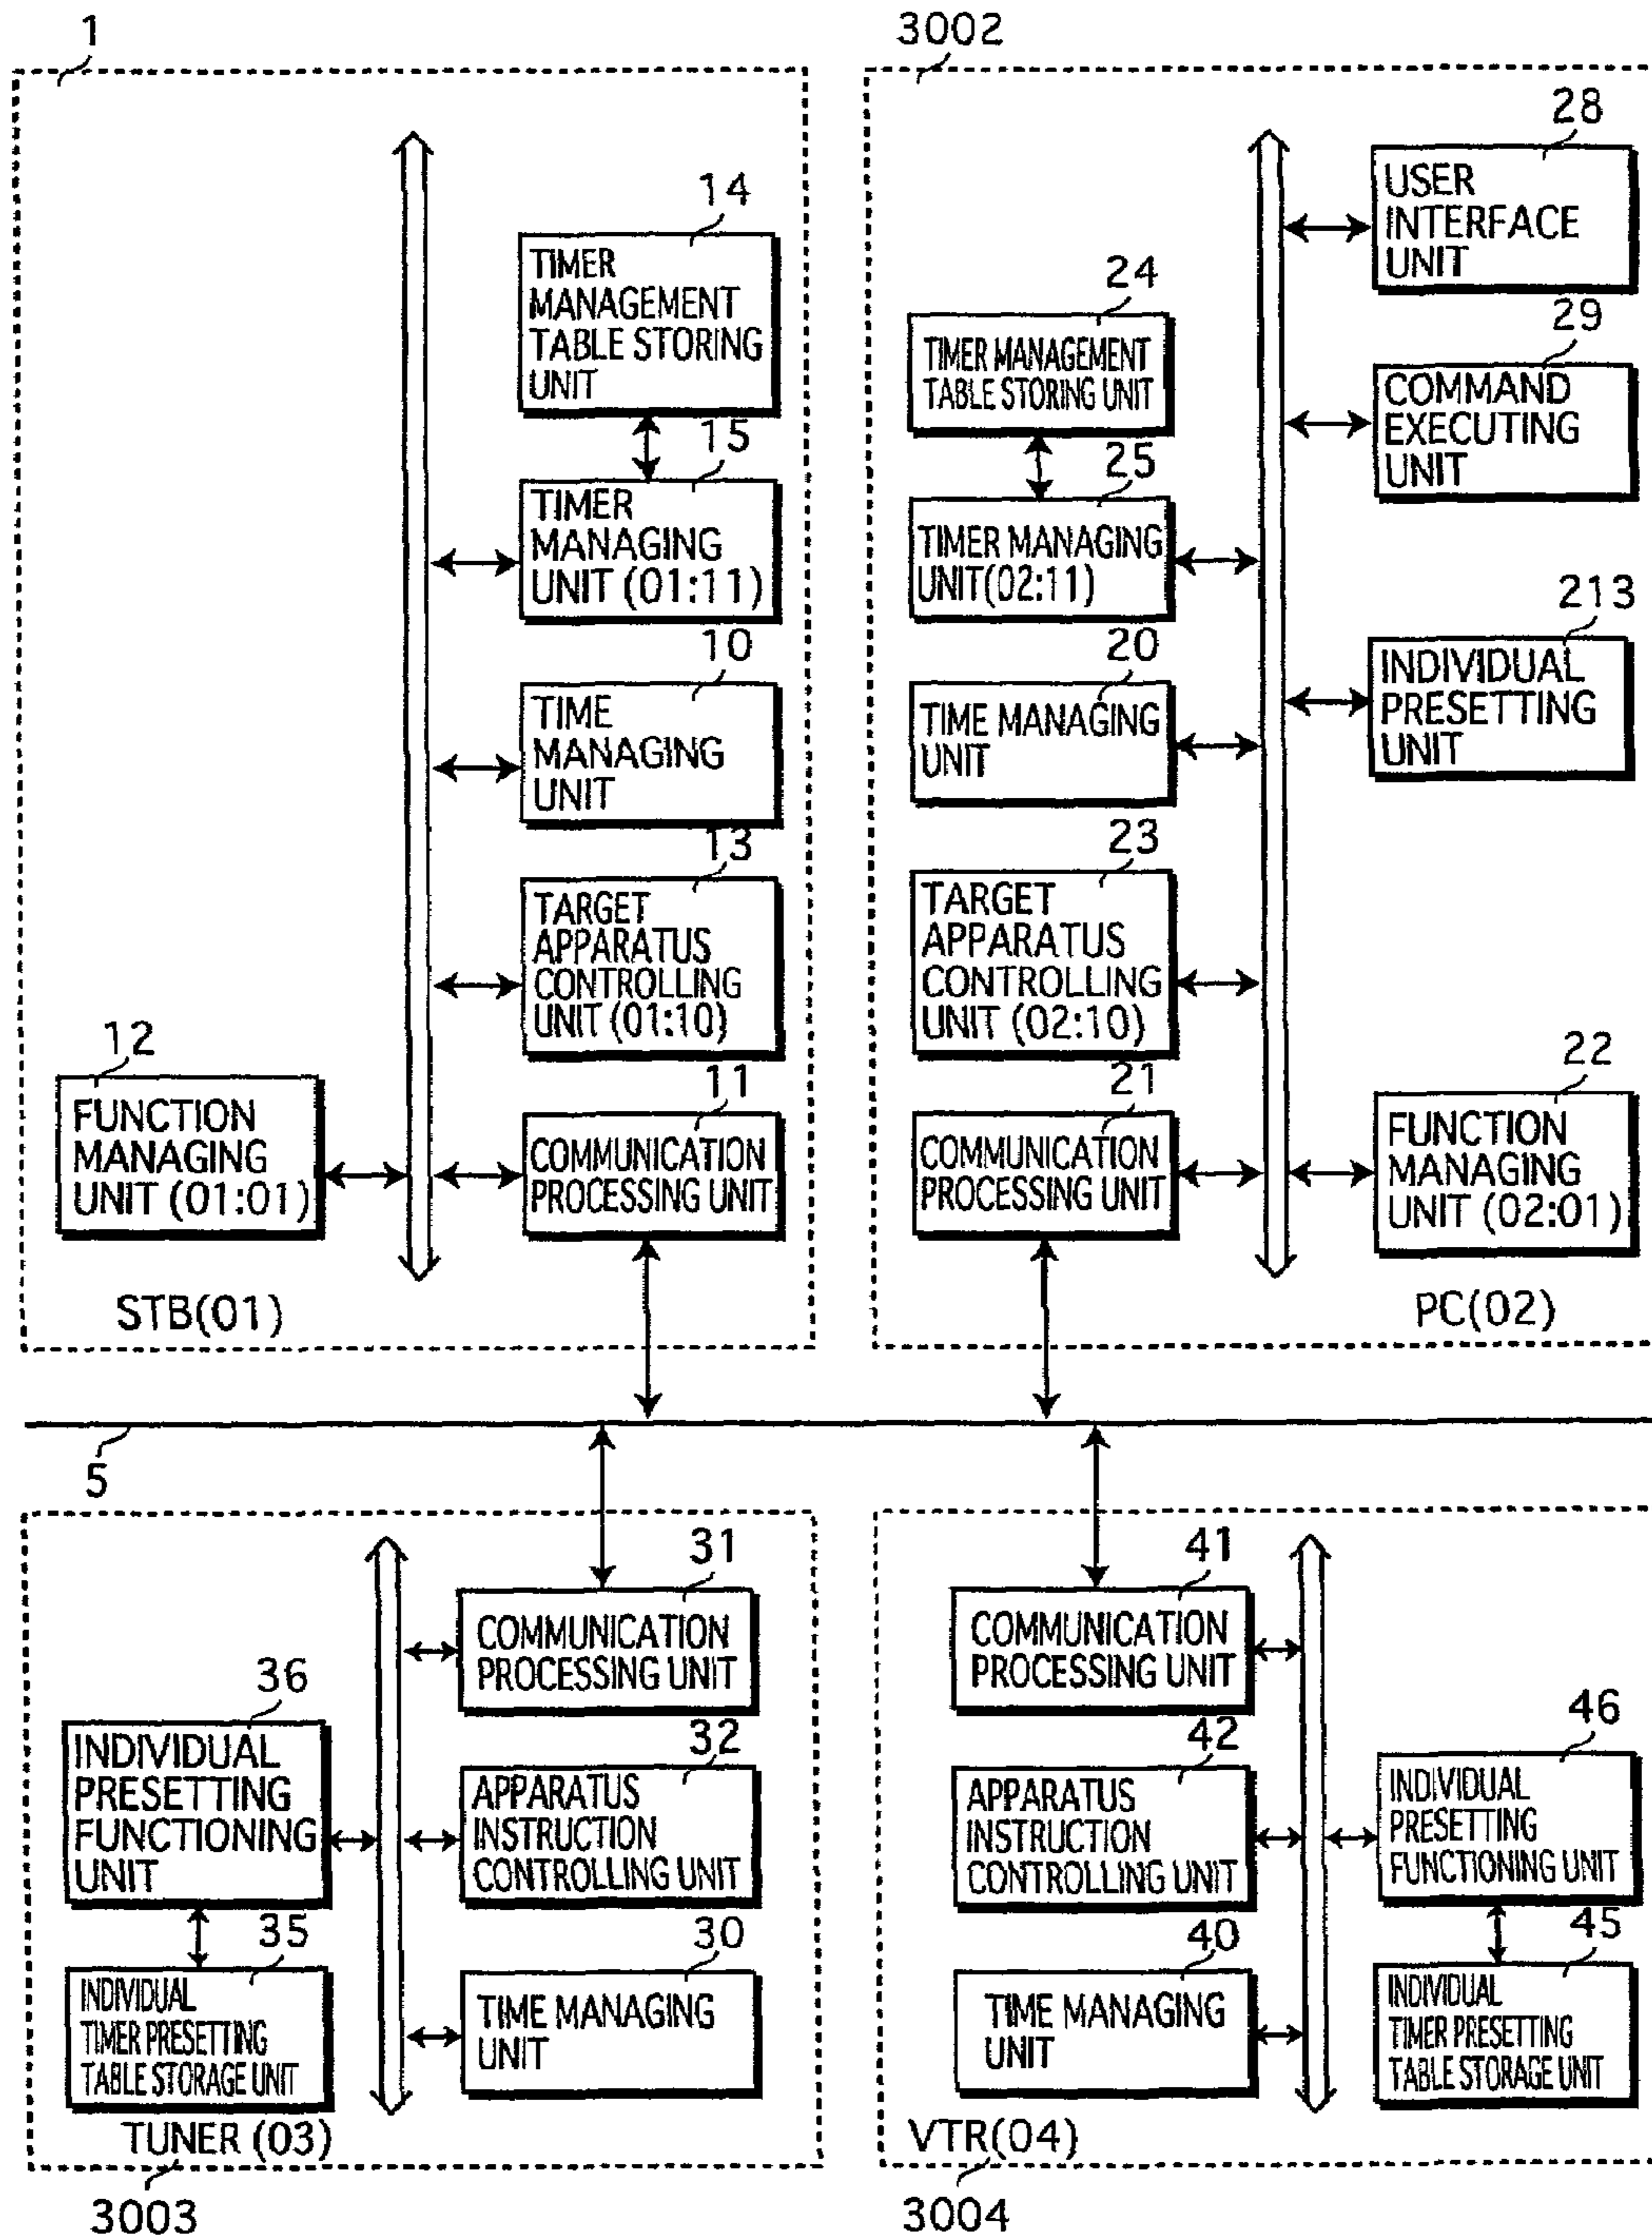 1
14
TIMER
MANAGEMENT
TABLE STORING
UNIT
15
TIMER
MANAGING
UNIT (01:11)
10
TIME
MANAGING
UNIT
13
TARGET
APPARATUS
CONTROLLING
UNIT (01:10)
12
FUNCTION
MANAGING
UNIT (01:01)
11
COMMUNICATION
PROCESSING UNIT
STB(01)
3002
28
USER
INTERFACE
UNIT
24
TIMER MANAGEMENT
TABLE STORING UNIT
29
COMMAND
EXECUTING
UNIT
25
TIMER MANAGING
UNIT(02:11)
213
INDIVIDUAL
PRESETTING
UNIT
20
TIME MANAGING
UNIT
23
TARGET
APPARATUS
CONTROLLING
UNIT (02:10)
21
COMMUNICATION
PROCESSING UNIT
22
FUNCTION
MANAGING
UNIT (02:01)
PC(02)
5
31
COMMUNICATION
PROCESSING UNIT
36
INDIVIDUAL
PRESETTING
FUNCTIONING
UNIT
32
APPARATUS
INSTRUCTION
CONTROLLING UNIT
35
INDIVIDUAL
TIMER PRESETTING
TABLE STORAGE UNIT
30
TIME MANAGING
UNIT
TUNER (03)
3003
41
COMMUNICATION
PROCESSING UNIT
42
APPARATUS
INSTRUCTION
CONTROLLING UNIT
46
INDIVIDUAL
PRESETTING
FUNCTIONING UNIT
40
TIME MANAGING
UNIT
45
INDIVIDUAL
TIMER PRESETTING
TABLE STORAGE UNIT
VTR(04)
3004